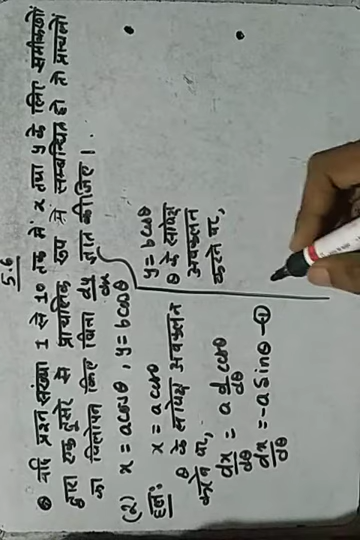 5.6
⊛ यदि प्रश्न संख्या 1 से 10 तक में x तथा y के लिए समीकरणों
द्वारा एक दूसरे से प्राचलिक रूप से सम्बन्धित हो तो प्राचलों
का विलोपन किए बिना dy/dx ज्ञात कीजिए।
(2) x = a cosθ, y = b cosθ
हल: x = a cosθ
θ के सापेक्ष अवकलन
करने पर,
dx/dθ = a d/dθ cosθ
dx/dθ = -a sinθ -①
y = b cosθ
θ के सापेक्ष
अवकलन
करने पर,